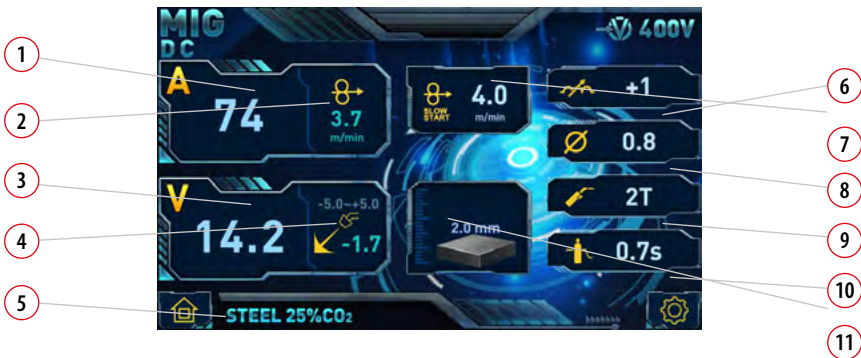 MIG
DC
400V
1
A
74
3.7
m/min
SLOW
START
4.0
m/min
+1
6
2
0.8
7
3
V
14.2
-5.0~+5.0
-1.7
2.0 mm
2T
8
4
0.7s
9
5
STEEL 25%CO₂
10
11